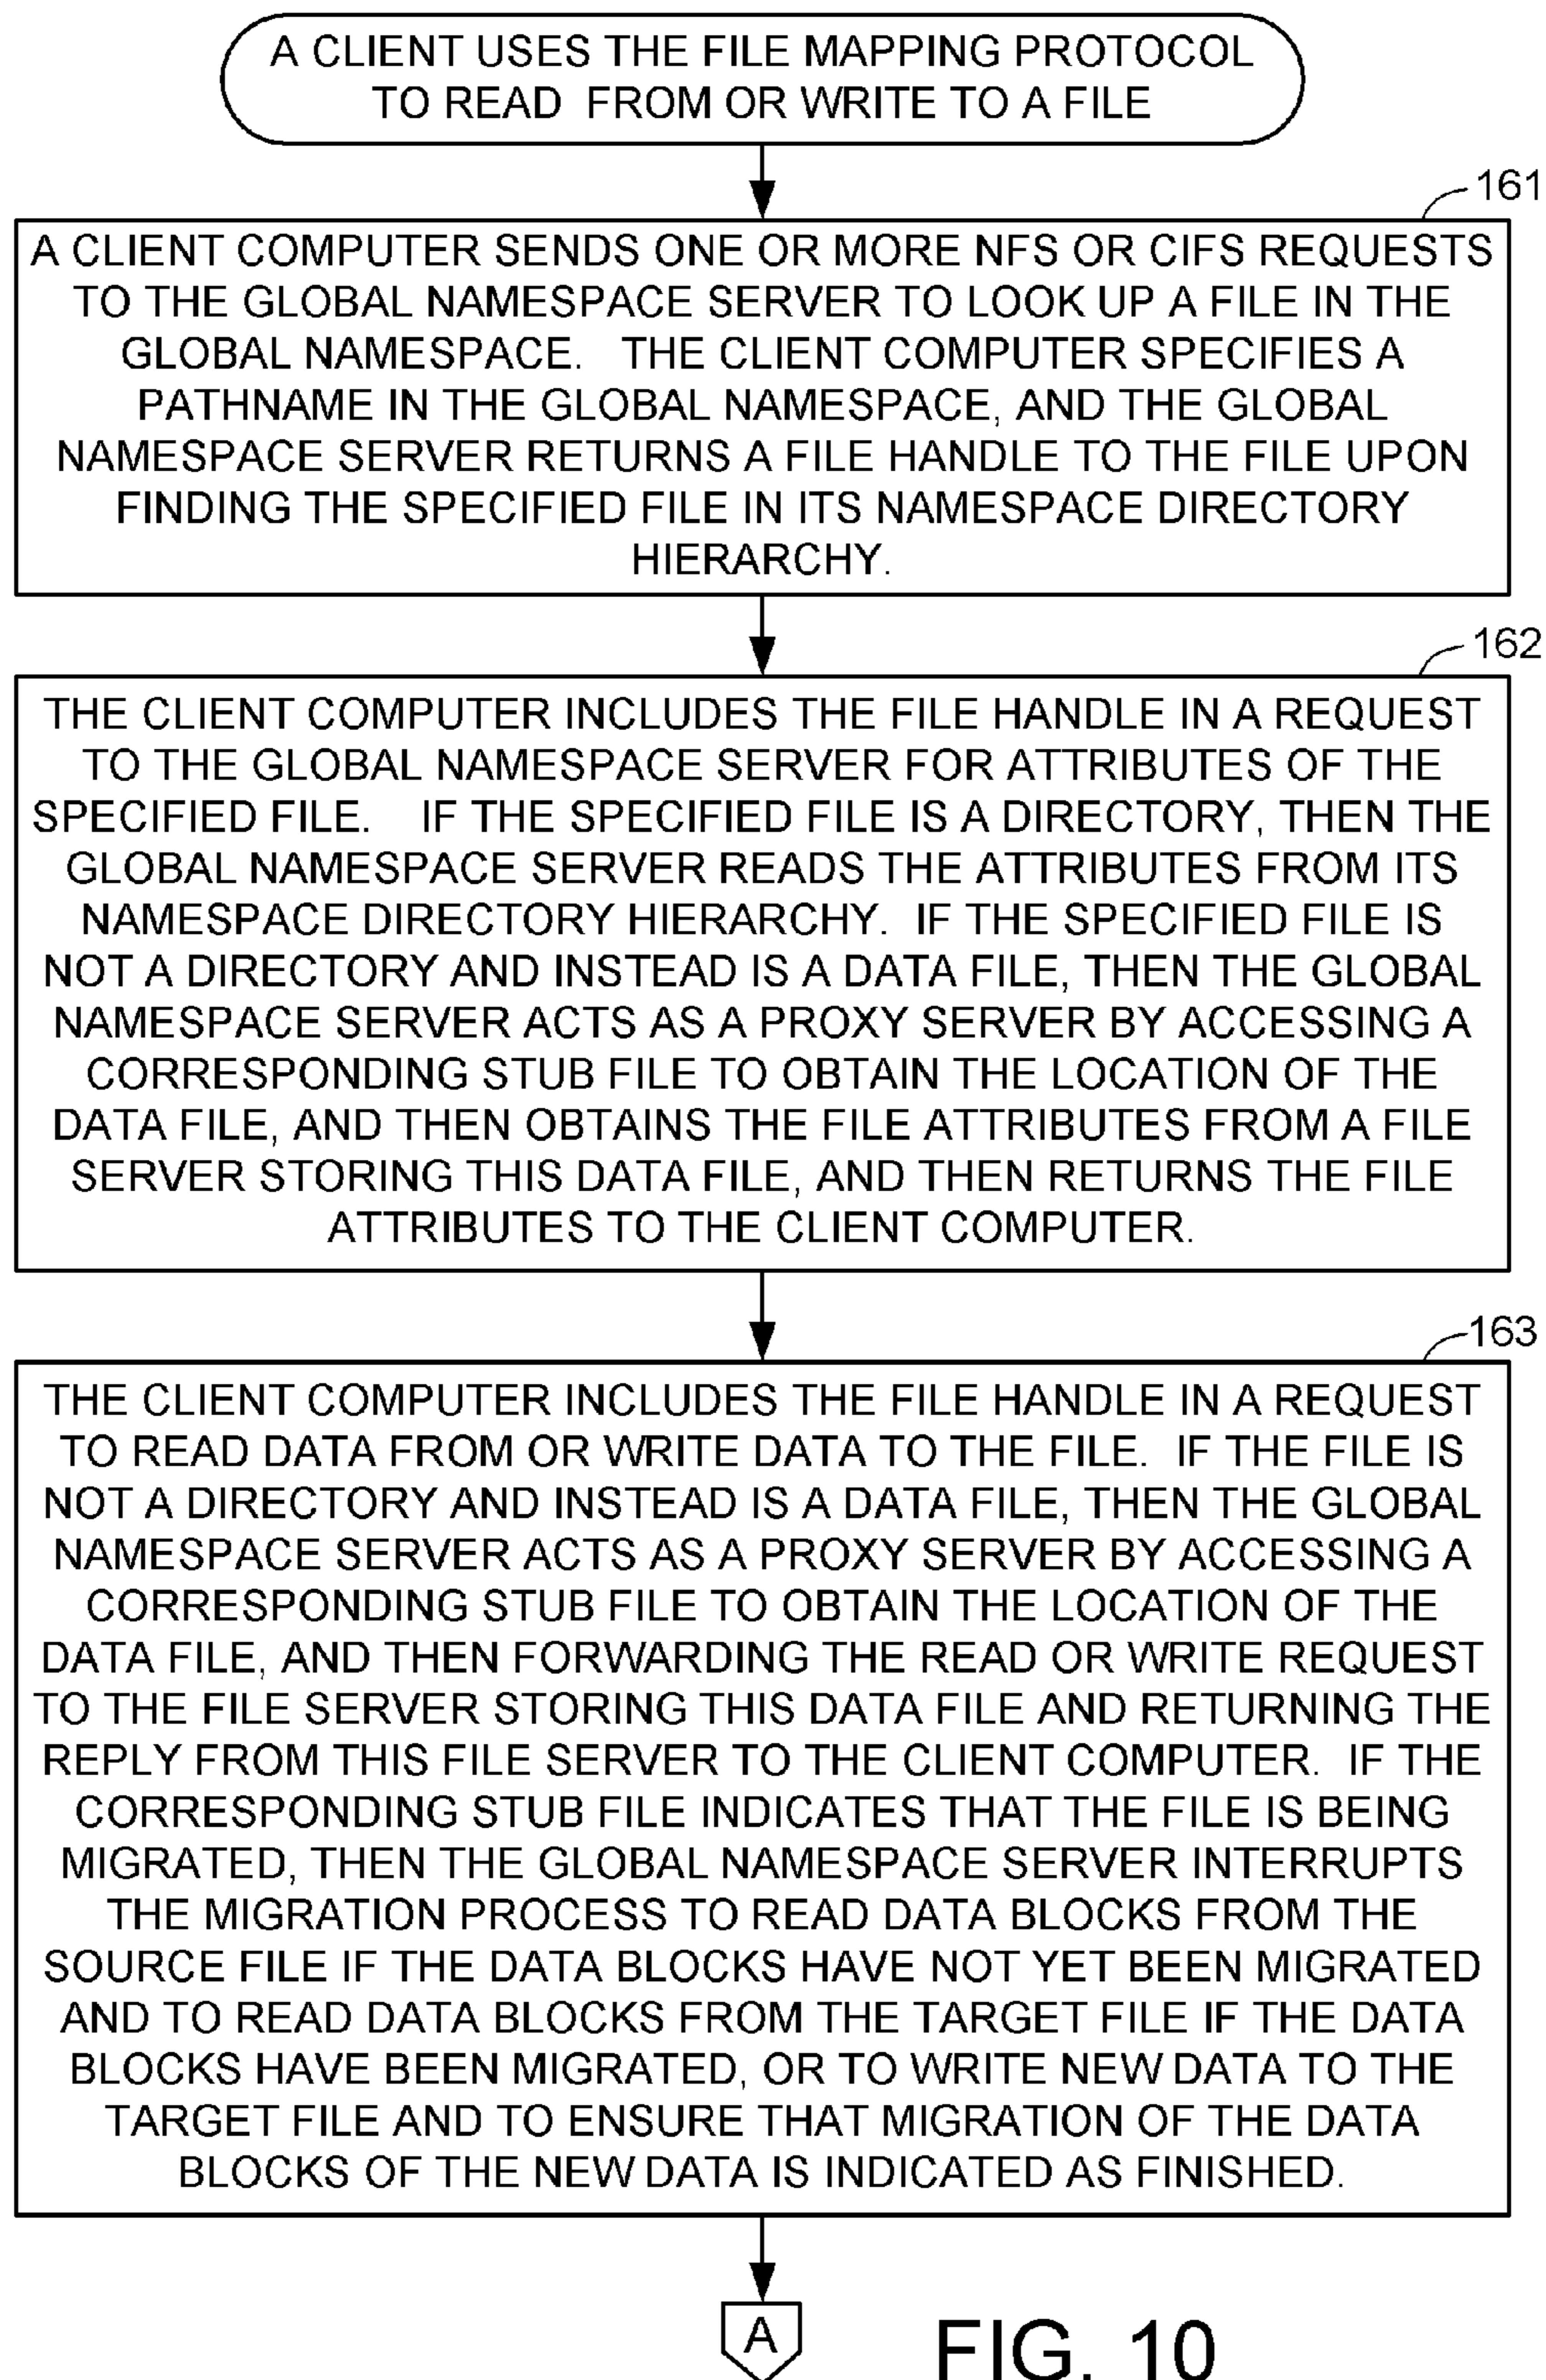 A CLIENT USES THE FILE MAPPING PROTOCOL
TO READ FROM OR WRITE TO A FILE
161
A CLIENT COMPUTER SENDS ONE OR MORE NFS OR CIFS REQUESTS
TO THE GLOBAL NAMESPACE SERVER TO LOOK UP A FILE IN THE
GLOBAL NAMESPACE. THE CLIENT COMPUTER SPECIFIES A
PATHNAME IN THE GLOBAL NAMESPACE, AND THE GLOBAL
NAMESPACE SERVER RETURNS A FILE HANDLE TO THE FILE UPON
FINDING THE SPECIFIED FILE IN ITS NAMESPACE DIRECTORY
HIERARCHY.
162
THE CLIENT COMPUTER INCLUDES THE FILE HANDLE IN A REQUEST
TO THE GLOBAL NAMESPACE SERVER FOR ATTRIBUTES OF THE
SPECIFIED FILE. IF THE SPECIFIED FILE IS A DIRECTORY, THEN THE
GLOBAL NAMESPACE SERVER READS THE ATTRIBUTES FROM ITS
NAMESPACE DIRECTORY HIERARCHY. IF THE SPECIFIED FILE IS
NOT A DIRECTORY AND INSTEAD IS A DATA FILE, THEN THE GLOBAL
NAMESPACE SERVER ACTS AS A PROXY SERVER BY ACCESSING A
CORRESPONDING STUB FILE TO OBTAIN THE LOCATION OF THE
DATA FILE, AND THEN OBTAINS THE FILE ATTRIBUTES FROM A FILE
SERVER STORING THIS DATA FILE, AND THEN RETURNS THE FILE
ATTRIBUTES TO THE CLIENT COMPUTER.
163
THE CLIENT COMPUTER INCLUDES THE FILE HANDLE IN A REQUEST
TO READ DATA FROM OR WRITE DATA TO THE FILE. IF THE FILE IS
NOT A DIRECTORY AND INSTEAD IS A DATA FILE, THEN THE GLOBAL
NAMESPACE SERVER ACTS AS A PROXY SERVER BY ACCESSING A
CORRESPONDING STUB FILE TO OBTAIN THE LOCATION OF THE
DATA FILE, AND THEN FORWARDING THE READ OR WRITE REQUEST
TO THE FILE SERVER STORING THIS DATA FILE AND RETURNING THE
REPLY FROM THIS FILE SERVER TO THE CLIENT COMPUTER. IF THE
CORRESPONDING STUB FILE INDICATES THAT THE FILE IS BEING
MIGRATED, THEN THE GLOBAL NAMESPACE SERVER INTERRUPTS
THE MIGRATION PROCESS TO READ DATA BLOCKS FROM THE
SOURCE FILE IF THE DATA BLOCKS HAVE NOT YET BEEN MIGRATED
AND TO READ DATA BLOCKS FROM THE TARGET FILE IF THE DATA
BLOCKS HAVE BEEN MIGRATED, OR TO WRITE NEW DATA TO THE
TARGET FILE AND TO ENSURE THAT MIGRATION OF THE DATA
BLOCKS OF THE NEW DATA IS INDICATED AS FINISHED.
A
FIG. 10